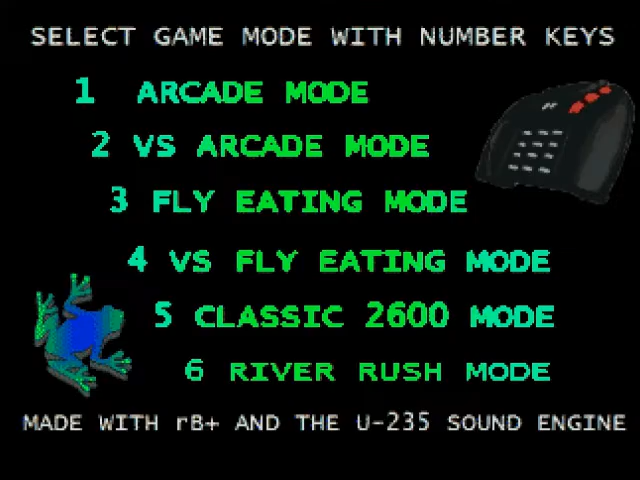 SELECT GAME MODE WITH NUMBER KEYS
1 ARCADE MODE
2 VS ARCADE MODE
3 FLY EATING MODE
4 VS FLY EATING MODE
5 CLASSIC 2600 MODE
6 RIVER RUSH MODE
MADE WITH rB+ AND THE U-235 SOUND ENGINE